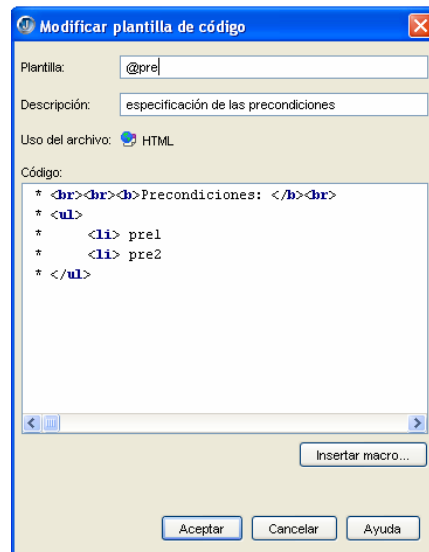 Modificar plantilla de código
Plantilla: @pre
Descripción: especificación de las precondiciones
Uso del archivo: HTML
Código:
* <br><br><b>Precondiciones: </b><br>
* <ul>
*     <li> pre1
*     <li> pre2
* </ul>
Insertar macro...
Aceptar Cancelar Ayuda